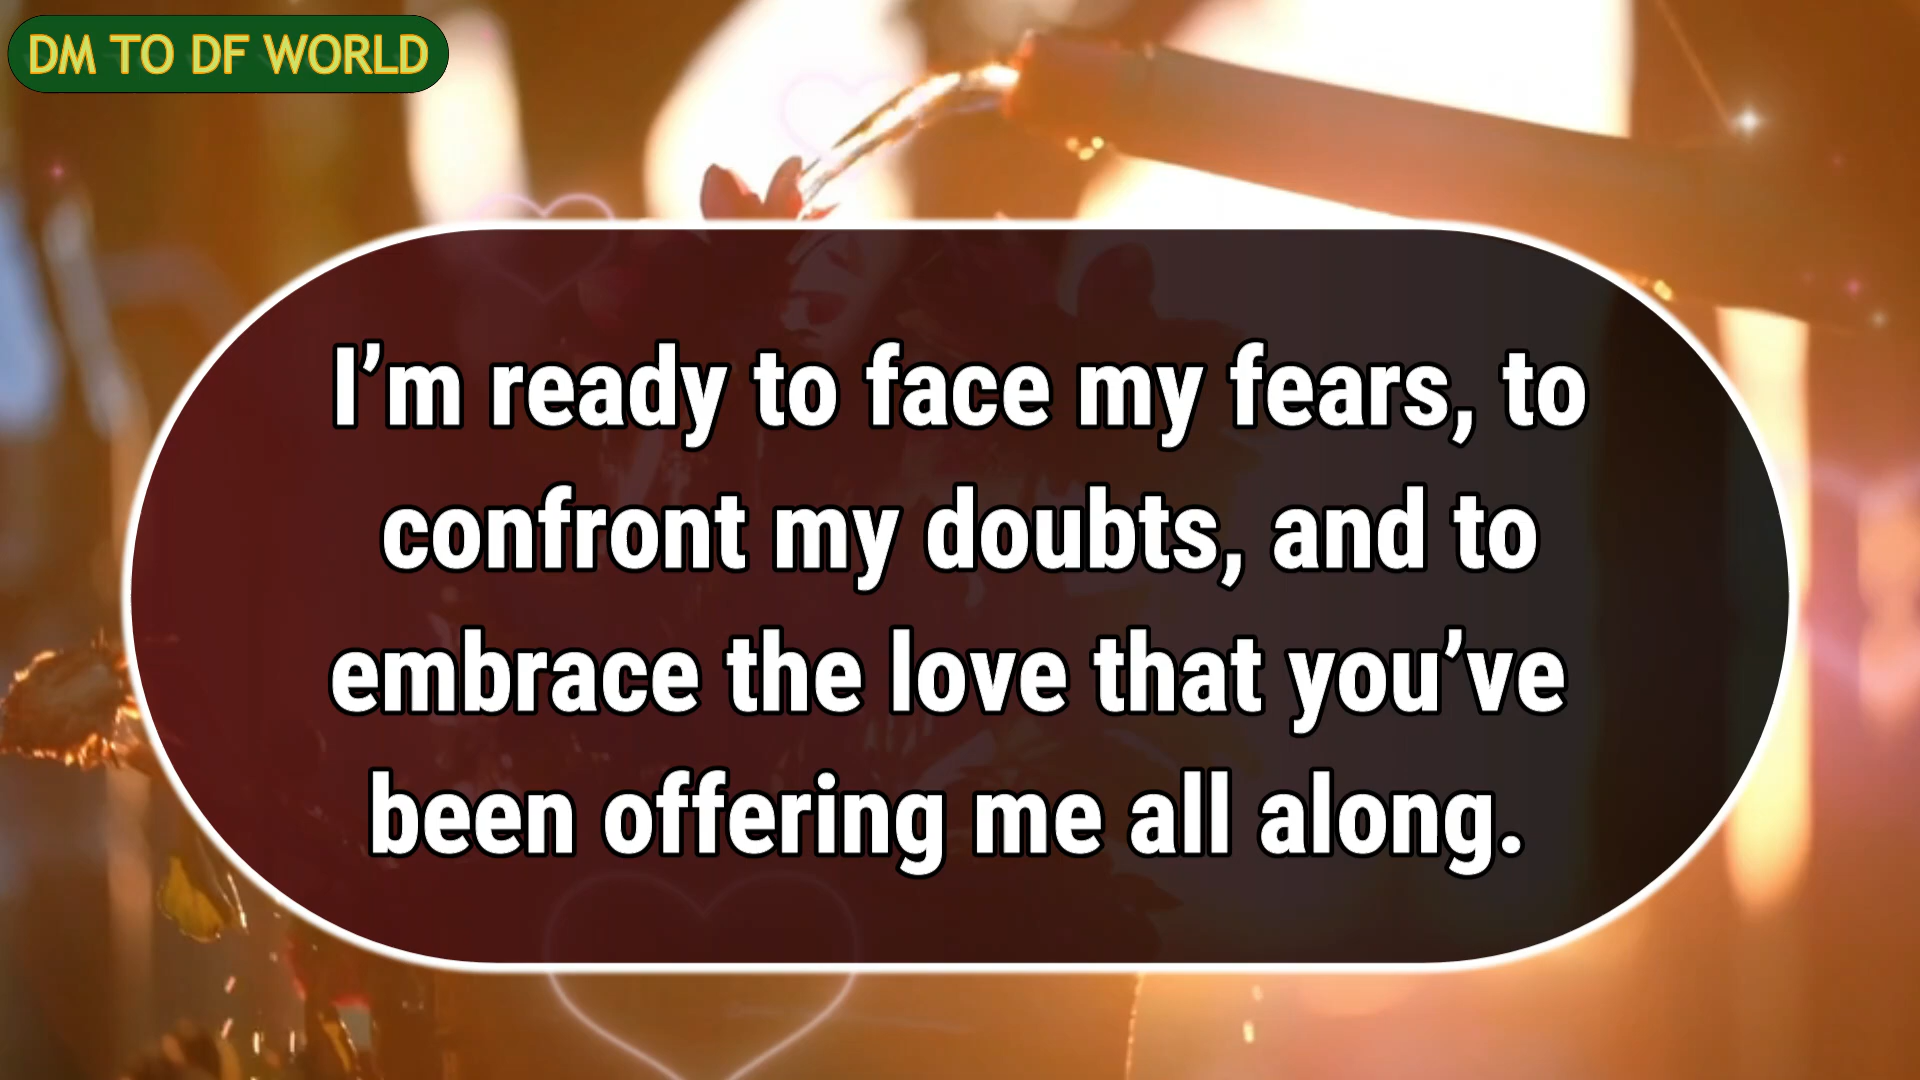 DM TO DF WORLD
I’m ready to face my fears, to
confront my doubts, and to
embrace the love that you’ve
been offering me all along.